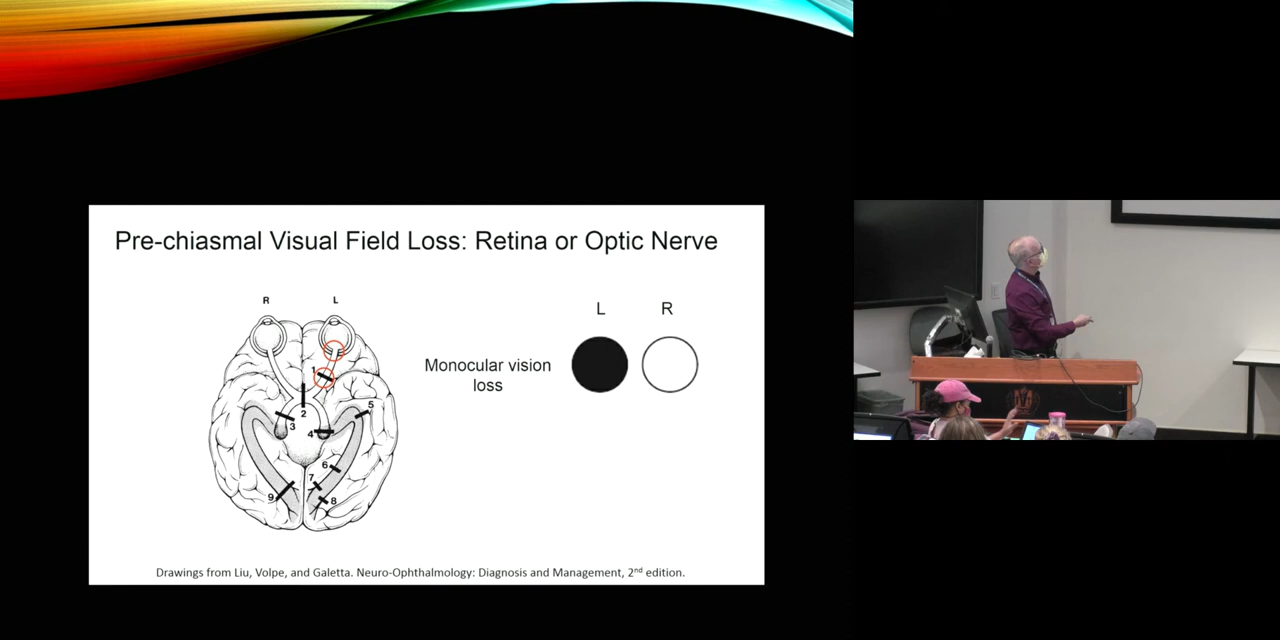 Pre-chiasmal Visual Field Loss: Retina or Optic Nerve
R
L
1
2
3
4
5
6
7
8
9
L
R
Monocular vision
loss
Drawings from Liu, Volpe, and Galetta. Neuro-Ophthalmology: Diagnosis and Management, 2nd edition.